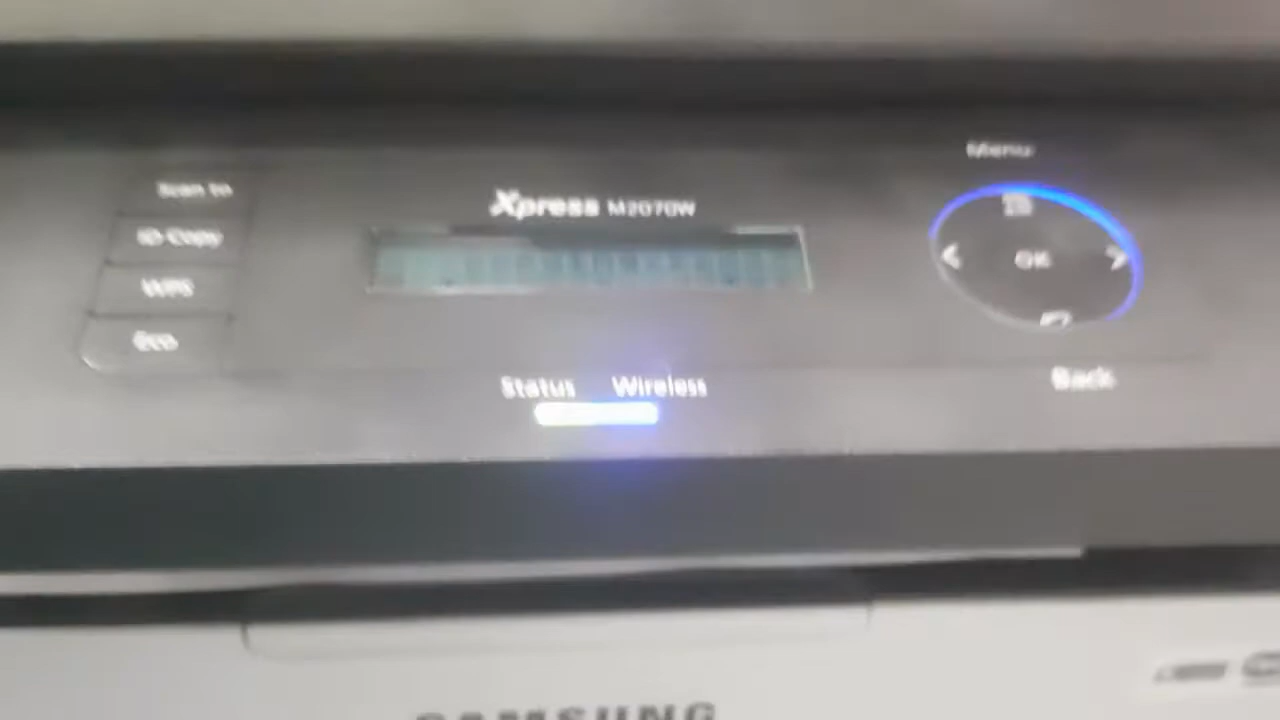 Menu
Scan to
Xpress M2070W
ID Copy
OK
WPS
Eco
Status Wireless
Back
SAMSUNG